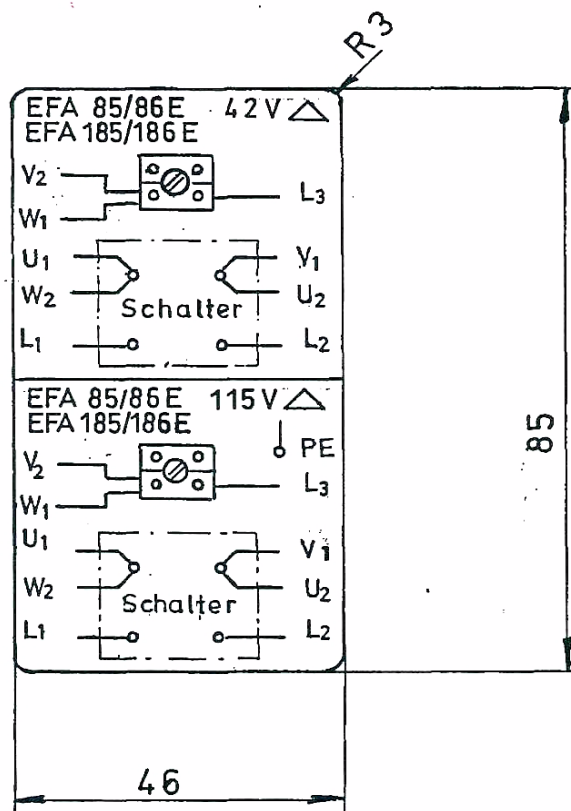 R3
EFA 85/86E 42V
EFA 185/186E
V2
L3
W1
U1 V1
W2 U2
Schalter
L1 L2
EFA 85/86E 115V
EFA 185/186E
PE
V2
L3
W1
U1 V1
W2 U2
Schalter
L1 L2
85
46